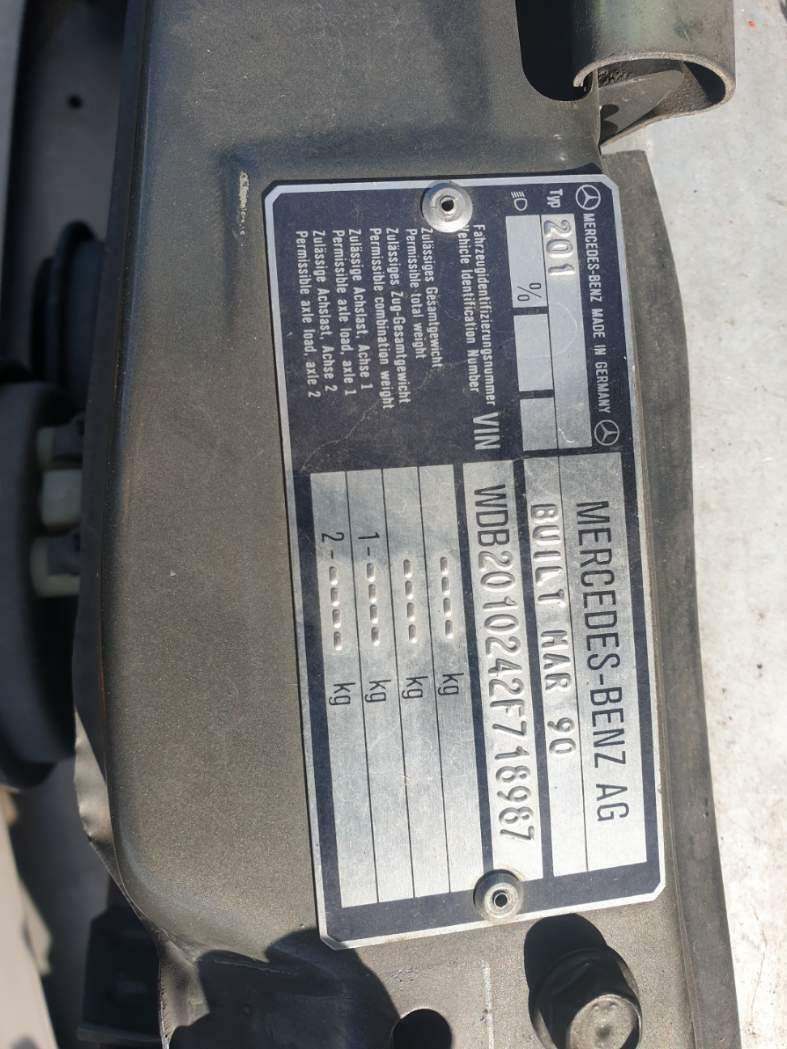 MERCEDES-BENZ MADE IN GERMANY
MERCEDES-BENZ AG
Typ 201
BUILT MAR 90
%
Fahrzeugidentifizierungsnummer
Vehicle Identification Number
VIN
WDB2010242F718987
Zulässiges Gesamtgewicht
Permissible total weight
---- kg
Zulässiges Zug-Gesamtgewicht
Permissible combination weight
---- kg
Zulässige Achslast, Achse 1
Permissible axle load, axle 1
1- ---- kg
Zulässige Achslast, Achse 2
Permissible axle load, axle 2
2- ---- kg